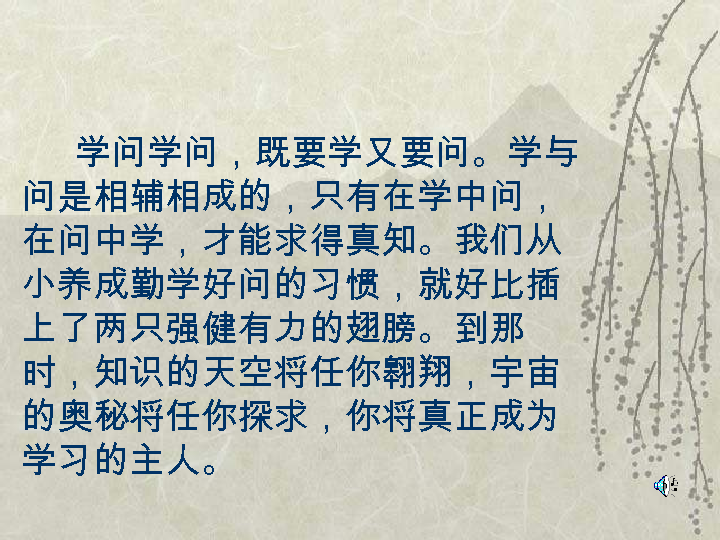 学问学问，既要学又要问。学与
问是相辅相成的，只有在学中问，
在问中学，才能求得真知。我们从
小养成勤学好问的习惯，就好比插
上了两只强健有力的翅膀。到那
时，知识的天空将任你翱翔，宇宙
的奥秘将任你探求，你将真正成为
学习的主人。